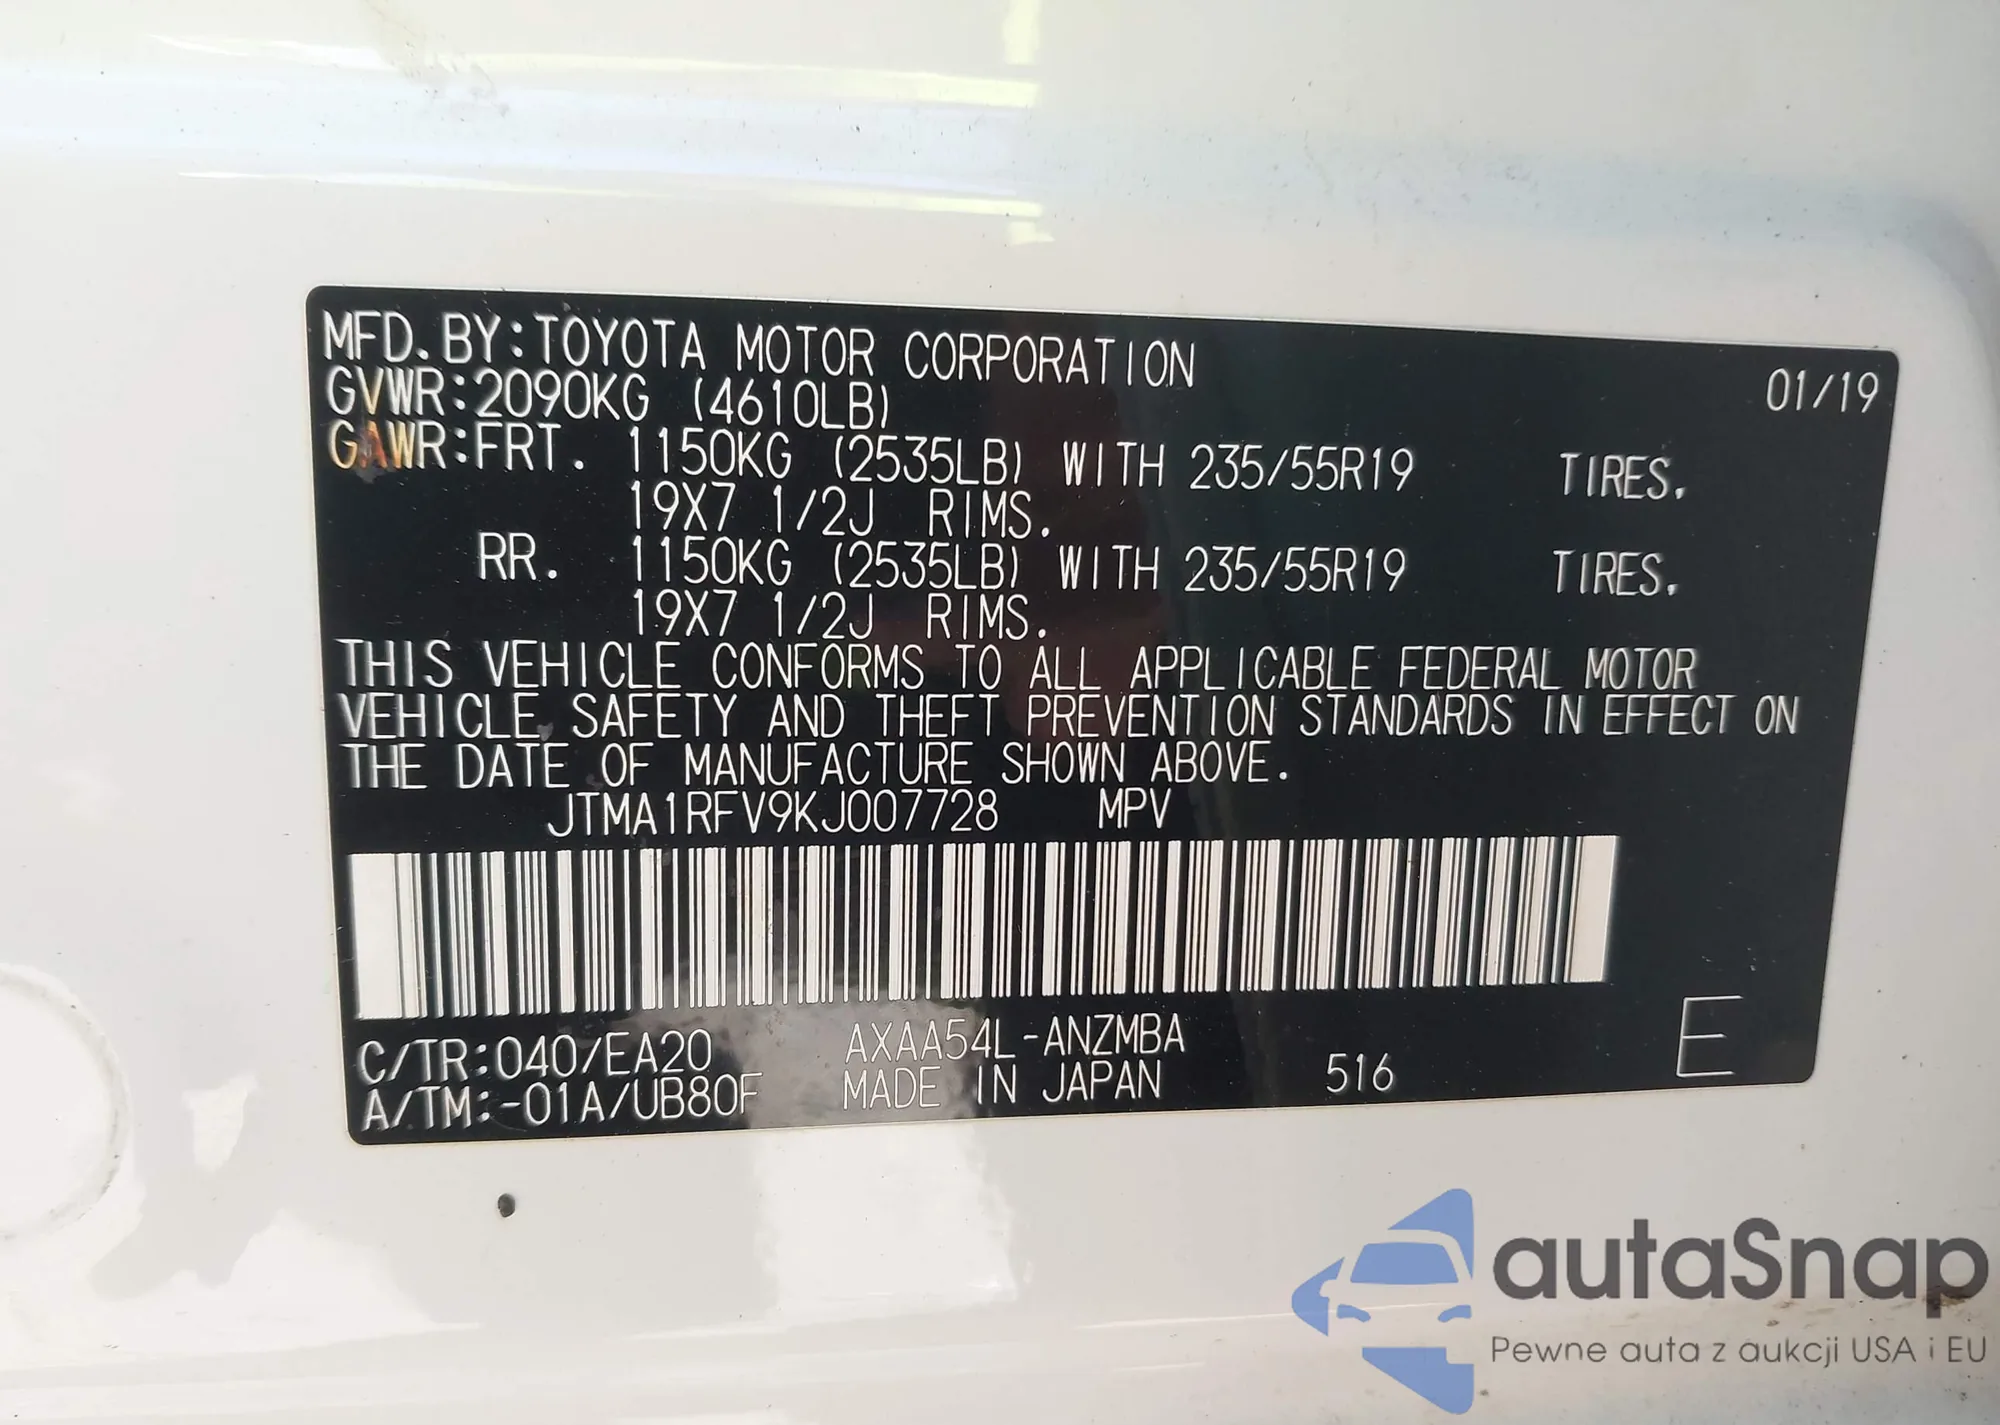 MFD.BY:TOYOTA MOTOR CORPORATION 01/19
GVWR:2090KG (4610LB)
GAWR:FRT. 1150KG (2535LB) WITH 235/55R19 TIRES.
19X7 1/2J RIMS.
RR. 1150KG (2535LB) WITH 235/55R19 TIRES.
19X7 1/2J RIMS.
THIS VEHICLE CONFORMS TO ALL APPLICABLE FEDERAL MOTOR
VEHICLE SAFETY AND THEFT PREVENTION STANDARDS IN EFFECT ON
THE DATE OF MANUFACTURE SHOWN ABOVE.
JTMA1RFV9KJ007728 MPV
C/TR:040/EA20 AXAA54L-ANZMBA
A/TM:-01A/UB80F MADE IN JAPAN 516 E
autaSnap
Pewne auta z aukcji USA i EU